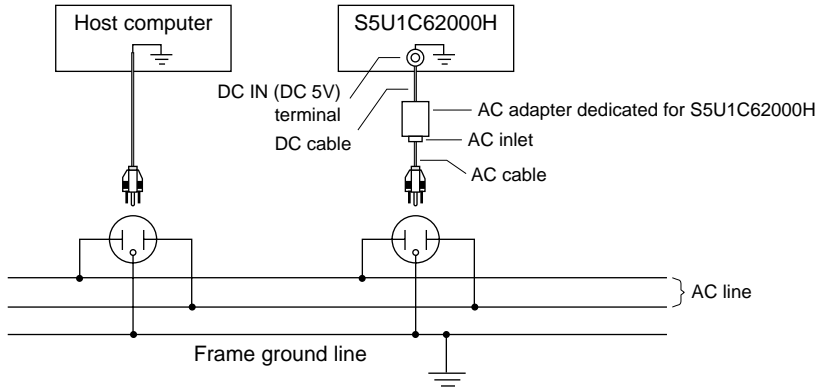 Host computer
S5U1C62000H
DC IN (DC 5V)
terminal
DC cable
AC adapter dedicated for S5U1C62000H
AC inlet
AC cable
AC line
Frame ground line